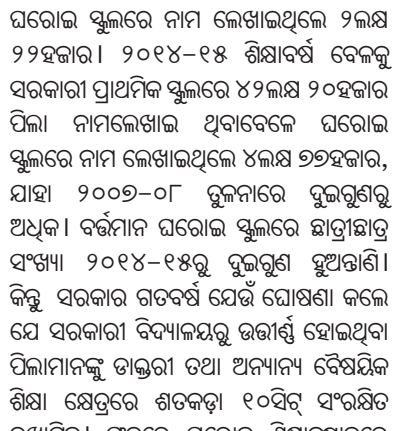 ଘରୋଇ ସ୍କୁଲରେ ନାମ ଲେଖାଇଥିଲେ ୨ଲକ୍ଷ
୨୨ହଜାର। ୨୦୧୪–୧୫ ଶିକ୍ଷାବର୍ଷ ବେଳକୁ
ସରକାରୀ ପ୍ରାଥମିକ ସ୍କୁଲରେ ୪୨ଲକ୍ଷ ୨୦ହଜାର
ପିଲା ନାମଲେଖାଇ ଥିବାବେଳେ ଘରୋଇ
ସ୍କୁଲରେ ନାମ ଲେଖାଇଥିଲେ ୪ଲକ୍ଷ ୭୭ହଜାର,
ଯାହା ୨୦୦୭–୦୮ ତୁଳନାରେ ଦୁଇଗୁଣରୁ
ଅଧିକ। ବର୍ତ୍ତମାନ ଘରୋଇ ସ୍କୁଲରେ ଛାତ୍ରୀଛାତ୍ର
ସଂଖ୍ୟା ୨୦୧୪–୧୫ରୁ ଦୁଇଗୁଣ ହୁଅନ୍ତାଣି।
କିନ୍ତୁ ସରକାର ଗତବର୍ଷ ଯେଉଁ ଘୋଷଣା କଲେ
ଯେ ସରକାରୀ ବିଦ୍ୟାଳୟରୁ ଉତ୍ତୀର୍ଣ୍ଣ ହୋଇଥିବା
ପିଲାମାନଙ୍କୁ ଡାକ୍ତରୀ ତଥା ଅନ୍ୟାନ୍ୟ ବୈଷୟିକ
ଶିକ୍ଷା କ୍ଷେତ୍ରରେ ଶତକଡ଼ା ୧୦ସିଟ୍ ସଂରକ୍ଷିତ